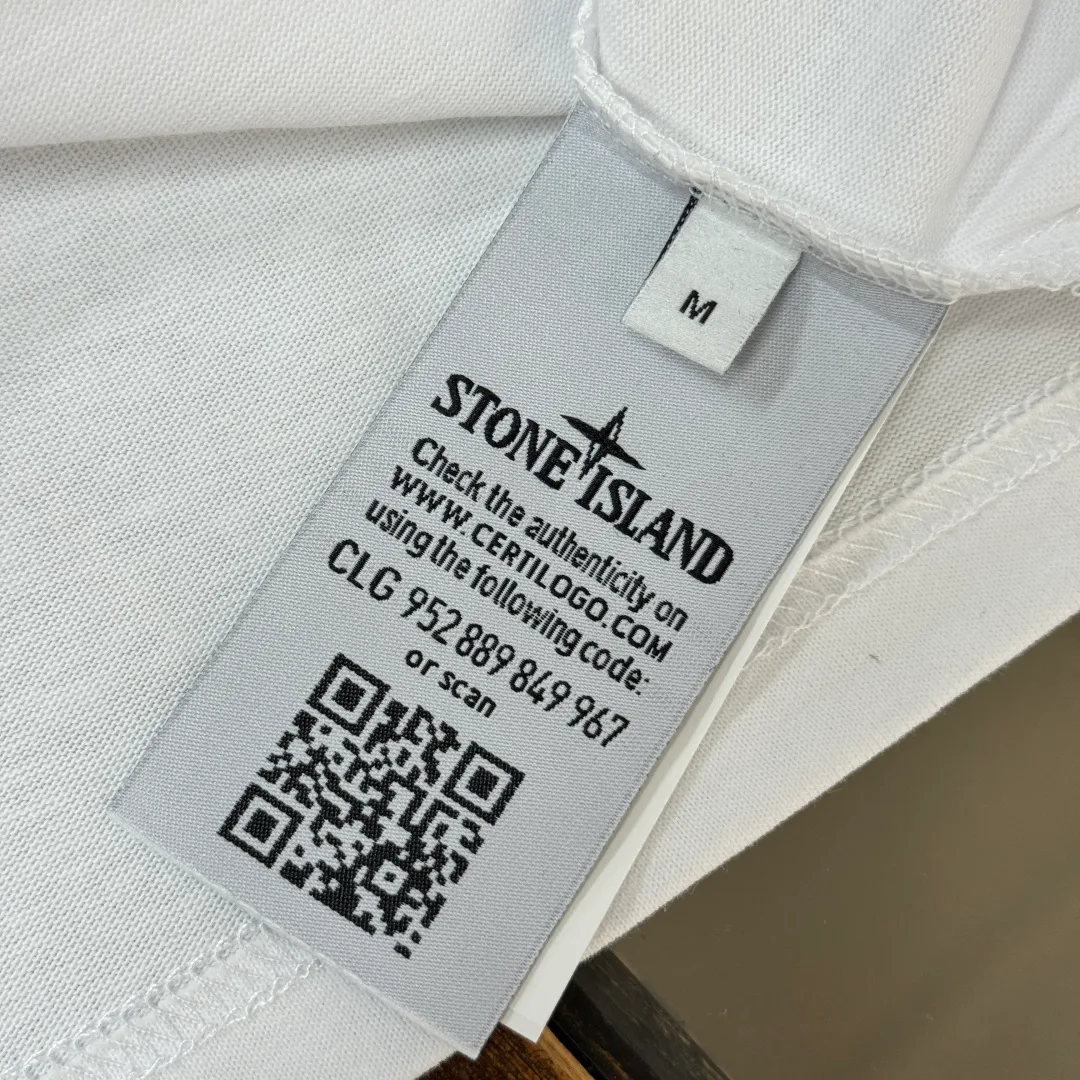 M
STONE ISLAND
Check the authenticity on
WWW.CERTILOGO.COM
using the following code:
CLG 952 889 849 967
or scan